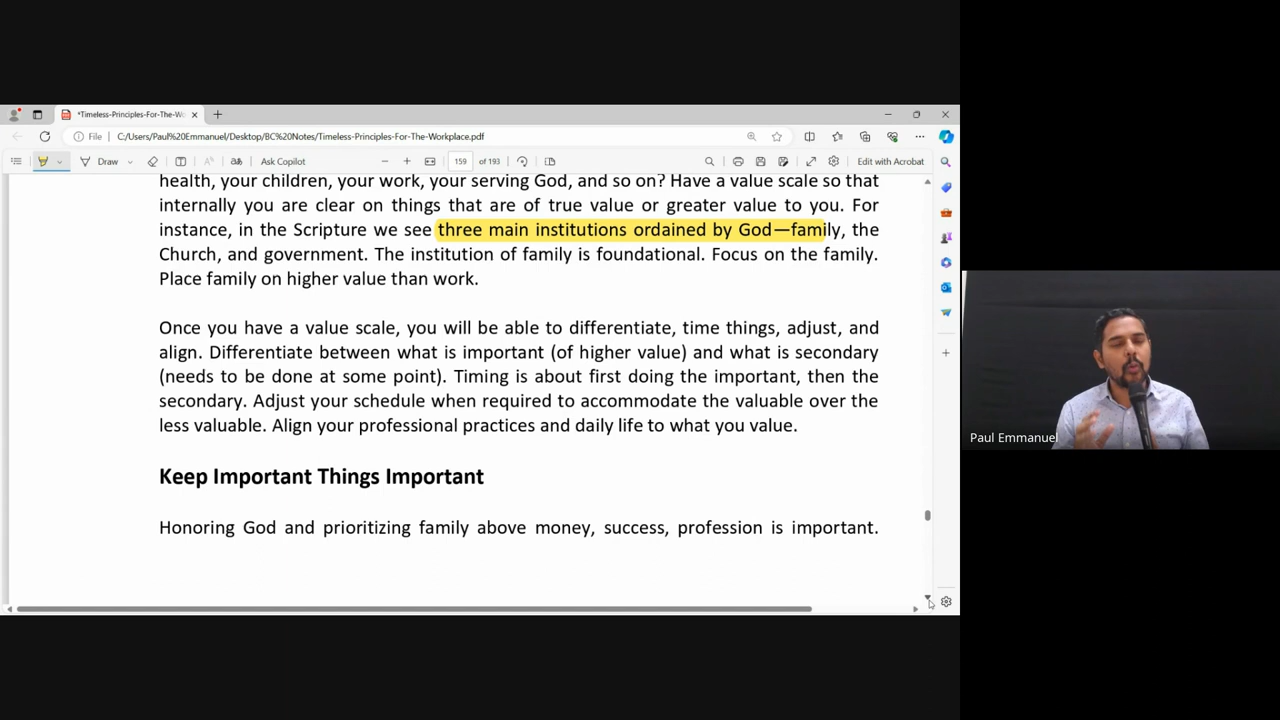 *Timeless-Principles-For-The-Wo
File
C:/Users/Paul%20Emmanuel/Desktop/BC%20Notes/Timeless-Principles-For-The-Workplace.pdf
Draw
Ask Copilot
159 of 193
Edit with Acrobat
health, your children, your work, your serving God, and so on? Have a value scale so that
internally you are clear on things that are of true value or greater value to you. For
instance, in the Scripture we see three main institutions ordained by God—family, the
Church, and government. The institution of family is foundational. Focus on the family.
Place family on higher value than work.
Once you have a value scale, you will be able to differentiate, time things, adjust, and
align. Differentiate between what is important (of higher value) and what is secondary
(needs to be done at some point). Timing is about first doing the important, then the
secondary. Adjust your schedule when required to accommodate the valuable over the
less valuable. Align your professional practices and daily life to what you value.
Keep Important Things Important
Honoring God and prioritizing family above money, success, profession is important.
Paul Emmanuel